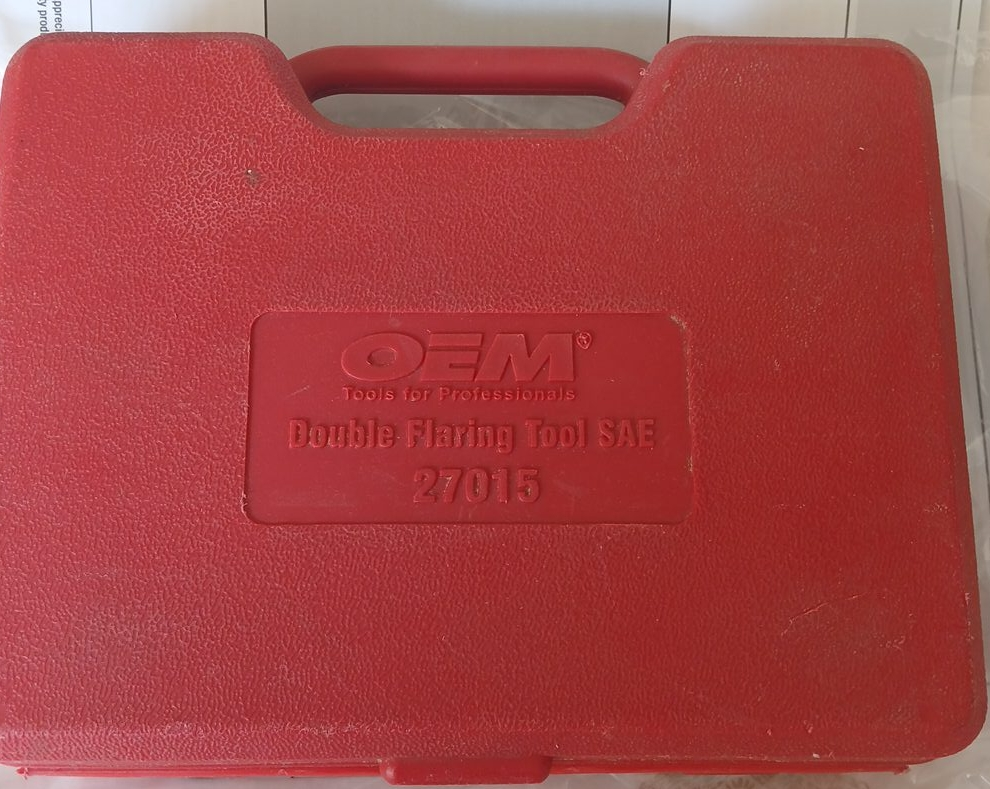 OEM
Tools for Professionals
Double Flaring Tool SAE
27015